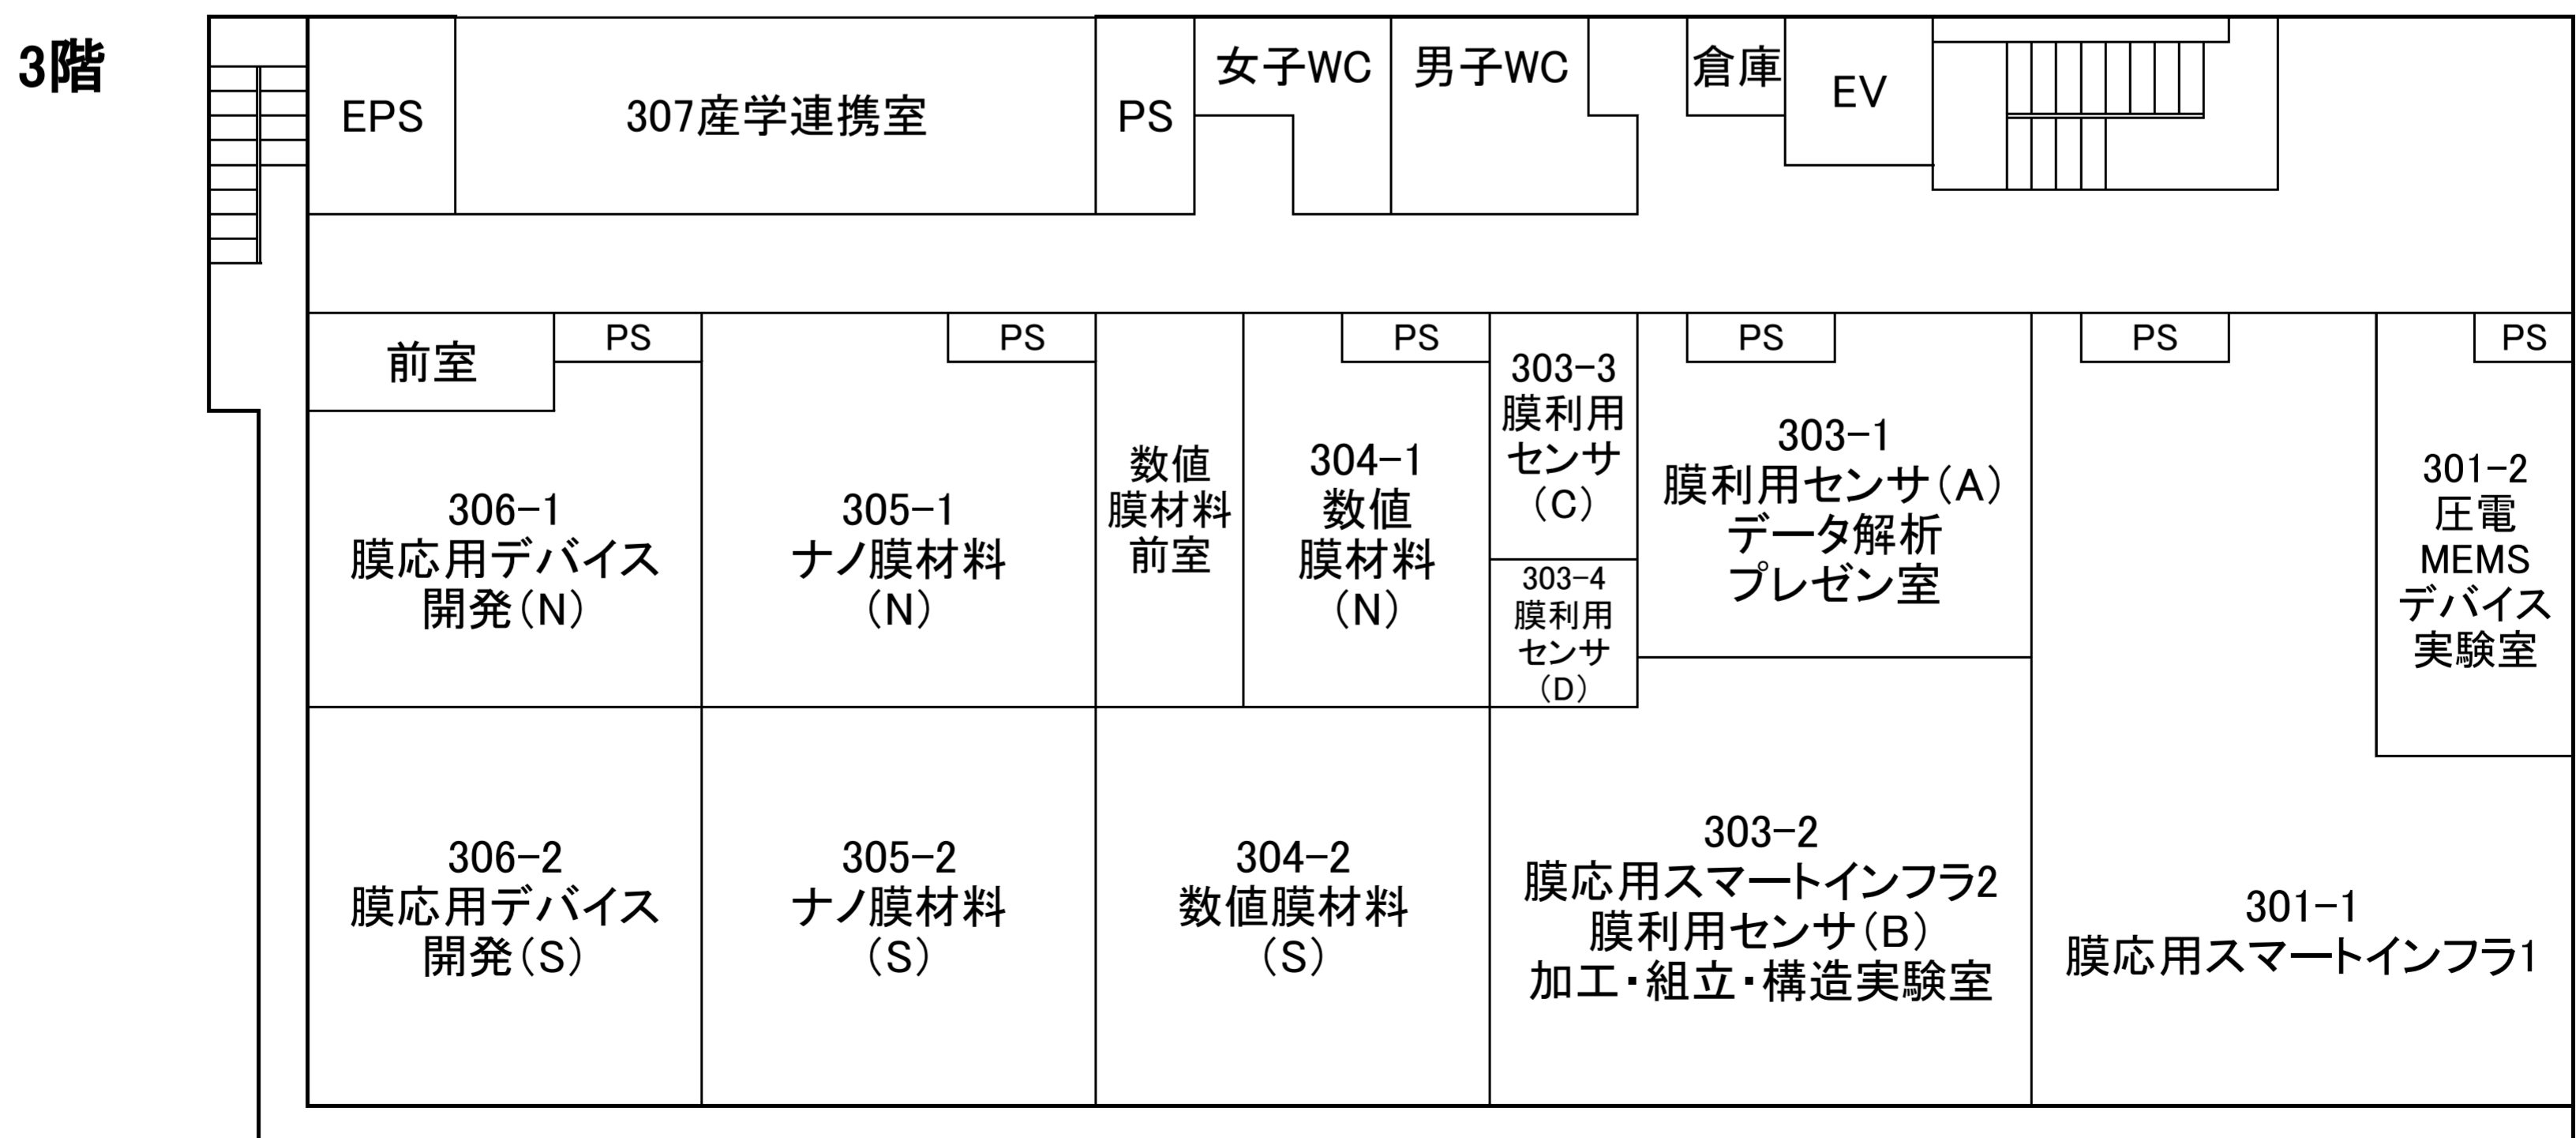 3階
EPS
307産学連携室
PS
女子WC
男子WC
倉庫
EV
前室
PS
PS
PS
PS
PS
PS
306-1
膜応用デバイス
開発(N)
305-1
ナノ膜材料
(N)
数値
膜材料
前室
304-1
数値
膜材料
(N)
303-3
膜利用
センサ
(C)
303-4
膜利用
センサ
(D)
303-1
膜利用センサ(A)
データ解析
プレゼン室
301-2
圧電
MEMS
デバイス
実験室
306-2
膜応用デバイス
開発(S)
305-2
ナノ膜材料
(S)
304-2
数値膜材料
(S)
303-2
膜応用スマートインフラ2
膜利用センサ(B)
加工・組立・構造実験室
301-1
膜応用スマートインフラ1